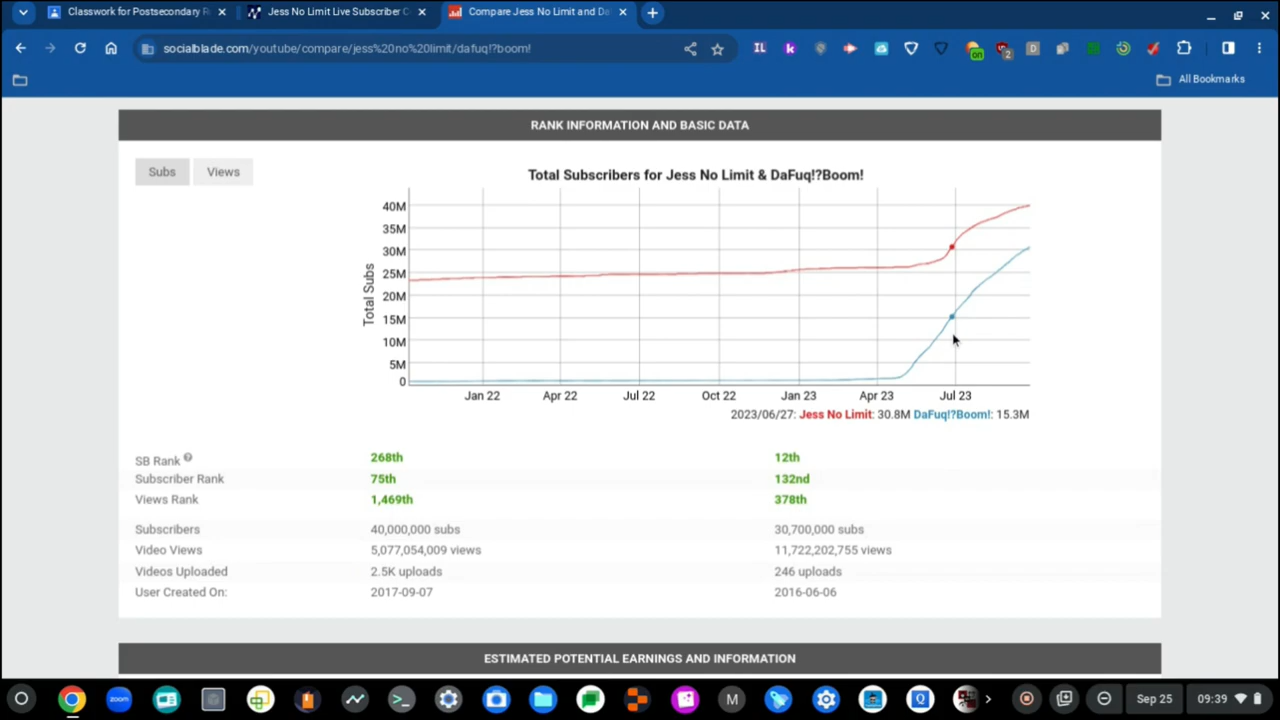 Classwork for Postsecondary R
Jess No Limit Live Subscriber C
Compare Jess No Limit and Da
socialblade.com/youtube/compare/jess%20no%20limit/dafuq!?boom!
IL
k
on
2
D
All Bookmarks
RANK INFORMATION AND BASIC DATA
Subs Views
Total Subscribers for Jess No Limit & DaFuq!?Boom!
Total Subs
40M
35M
30M
25M
20M
15M
10M
5M
0
Jan 22 Apr 22 Jul 22 Oct 22 Jan 23 Apr 23 Jul 23
2023/06/27: Jess No Limit: 30.8M DaFuq!?Boom!: 15.3M
SB Rank 268th 12th
Subscriber Rank 75th 132nd
Views Rank 1,469th 378th
Subscribers 40,000,000 subs 30,700,000 subs
Video Views 5,077,054,009 views 11,722,202,755 views
Videos Uploaded 2.5K uploads 246 uploads
User Created On: 2017-09-07 2016-06-06
ESTIMATED POTENTIAL EARNINGS AND INFORMATION
zoom
M
Q
Sep 25 09:39